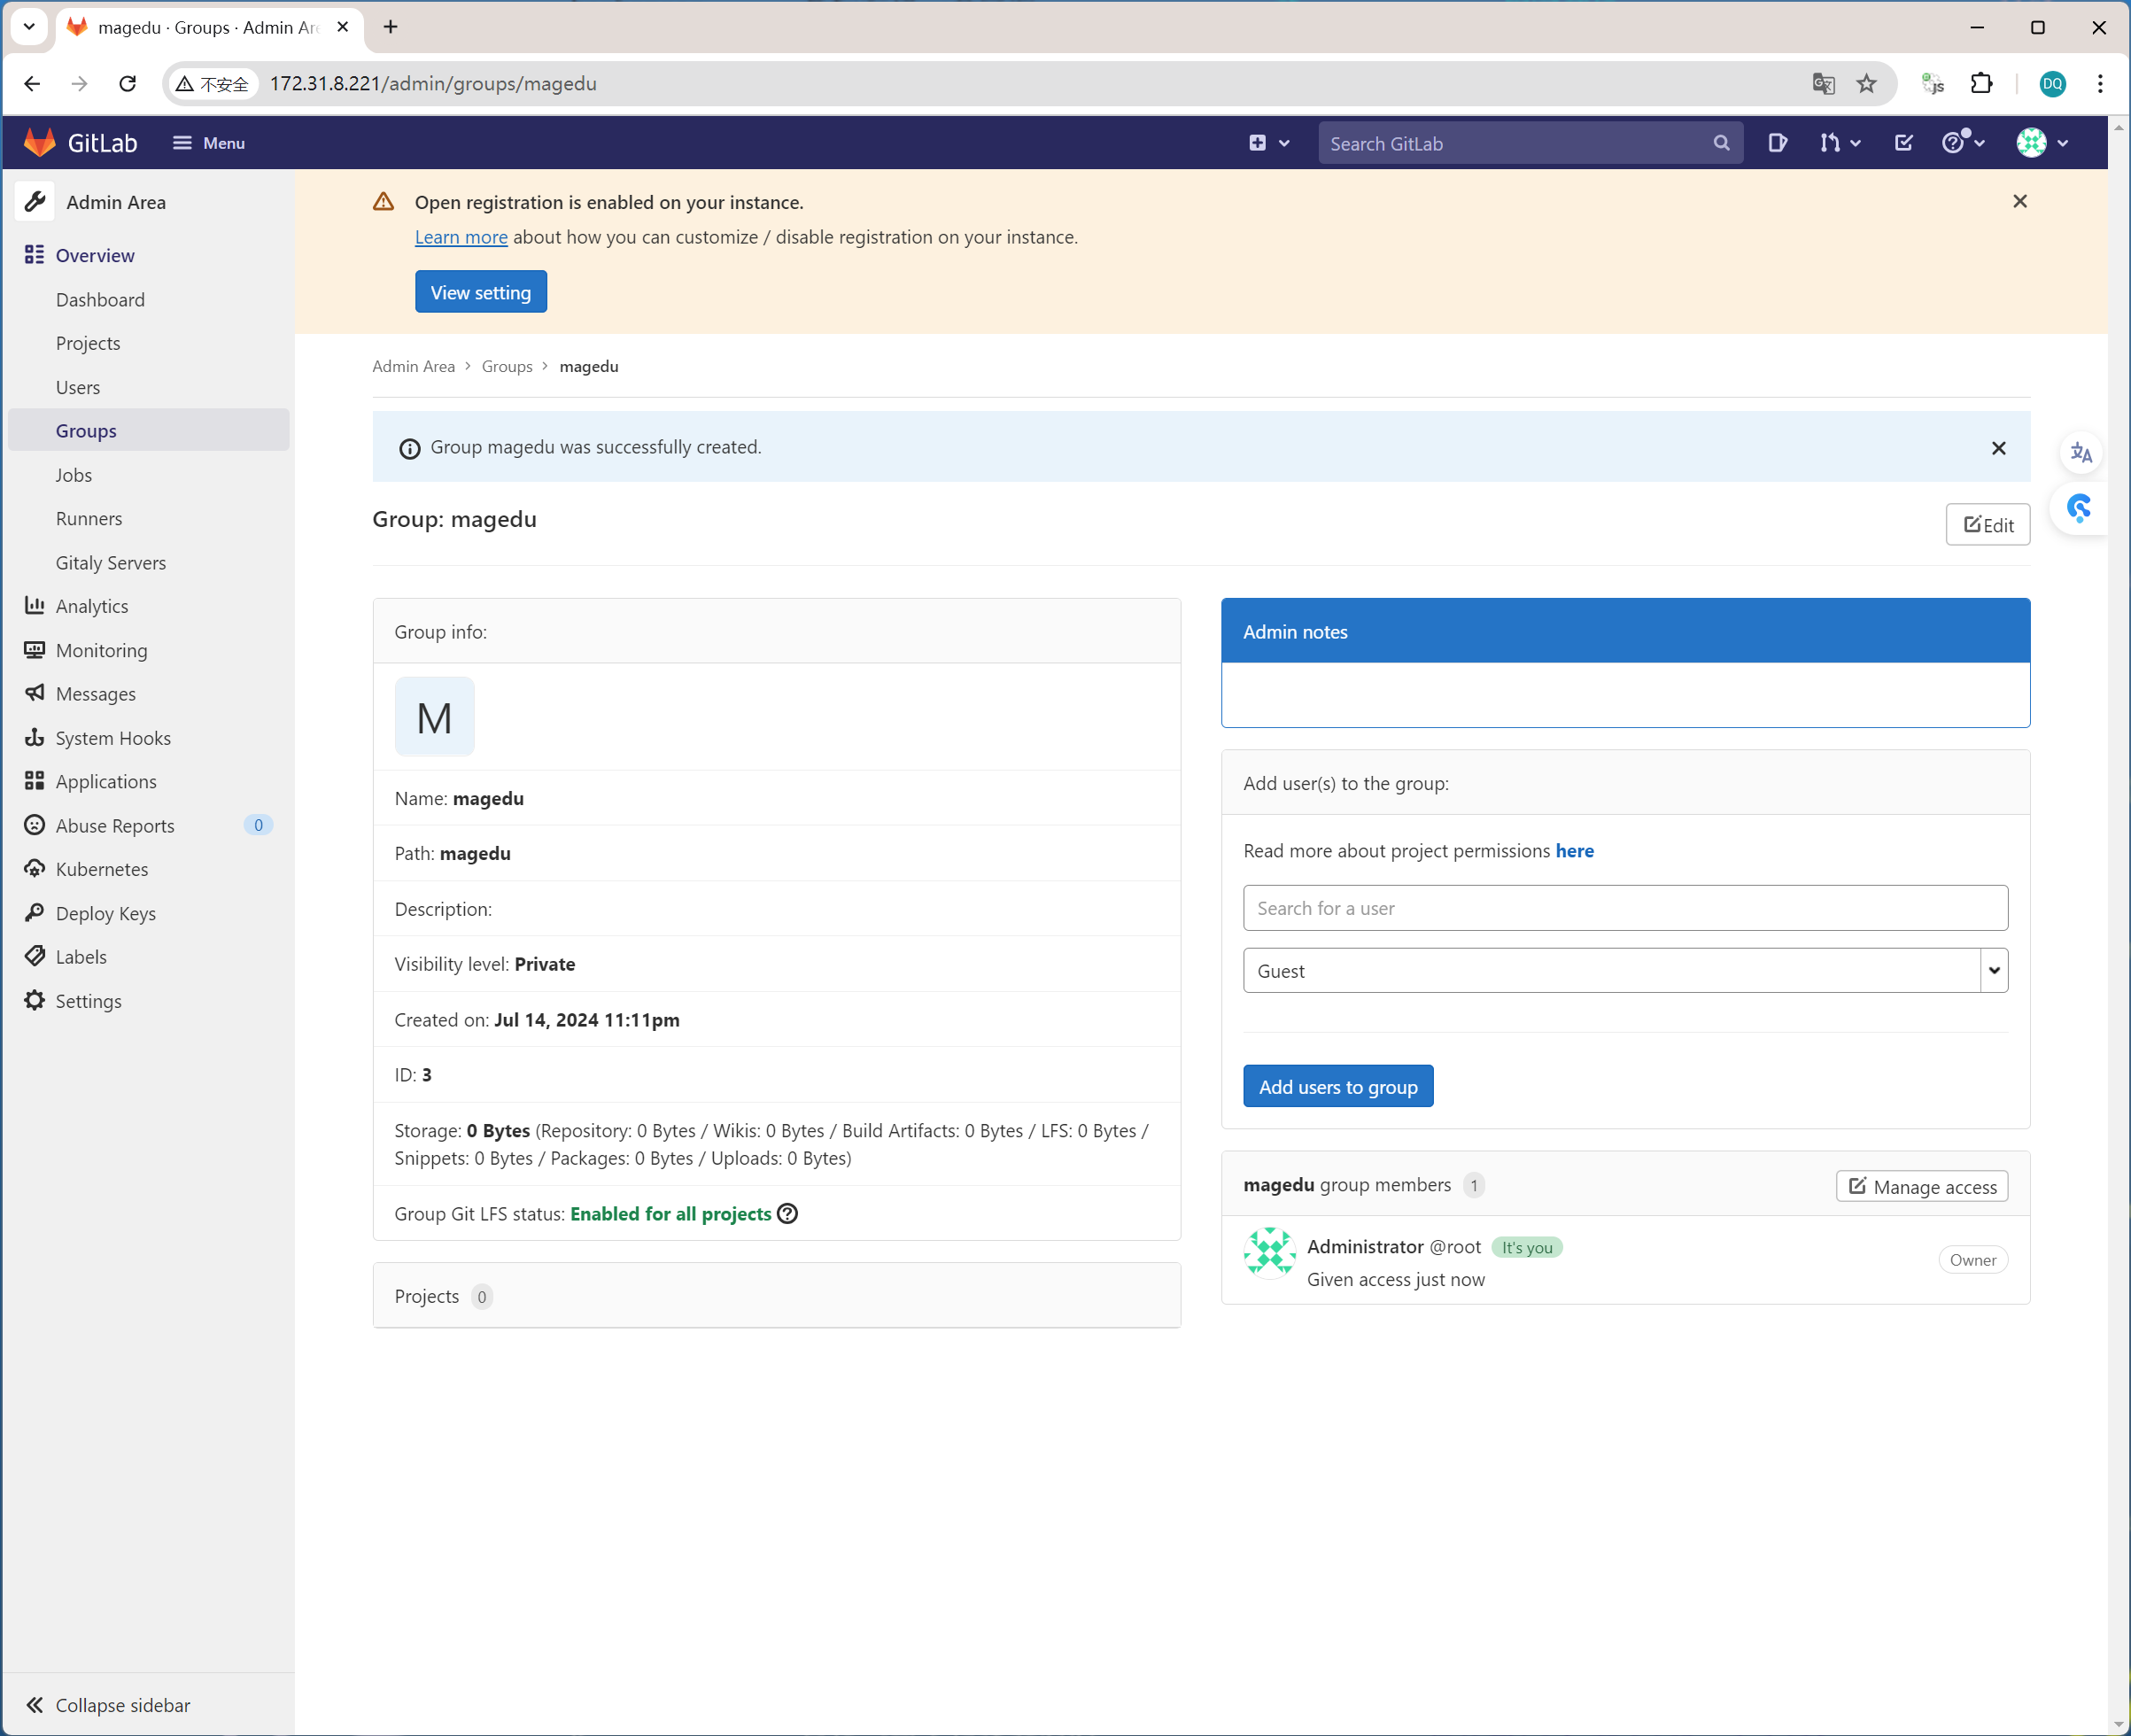 magedu · Groups · Admin Are
不安全
172.31.8.221/admin/groups/magedu
DQ
GitLab
Menu
Search GitLab
Admin Area
Overview
Dashboard
Projects
Users
Groups
Jobs
Runners
Gitaly Servers
Analytics
Monitoring
Messages
System Hooks
Applications
Abuse Reports 0
Kubernetes
Deploy Keys
Labels
Settings
Collapse sidebar
Open registration is enabled on your instance.
Learn more about how you can customize / disable registration on your instance.
View setting
Admin Area > Groups > magedu
Group magedu was successfully created.
Group: magedu
Edit
Group info:
M
Name: magedu
Path: magedu
Description:
Visibility level: Private
Created on: Jul 14, 2024 11:11pm
ID: 3
Storage: 0 Bytes (Repository: 0 Bytes / Wikis: 0 Bytes / Build Artifacts: 0 Bytes / LFS: 0 Bytes /
Snippets: 0 Bytes / Packages: 0 Bytes / Uploads: 0 Bytes)
Group Git LFS status: Enabled for all projects
Projects 0
Admin notes
Add user(s) to the group:
Read more about project permissions here
Search for a user
Guest
Add users to group
magedu group members 1
Manage access
Administrator @root It's you
Given access just now
Owner